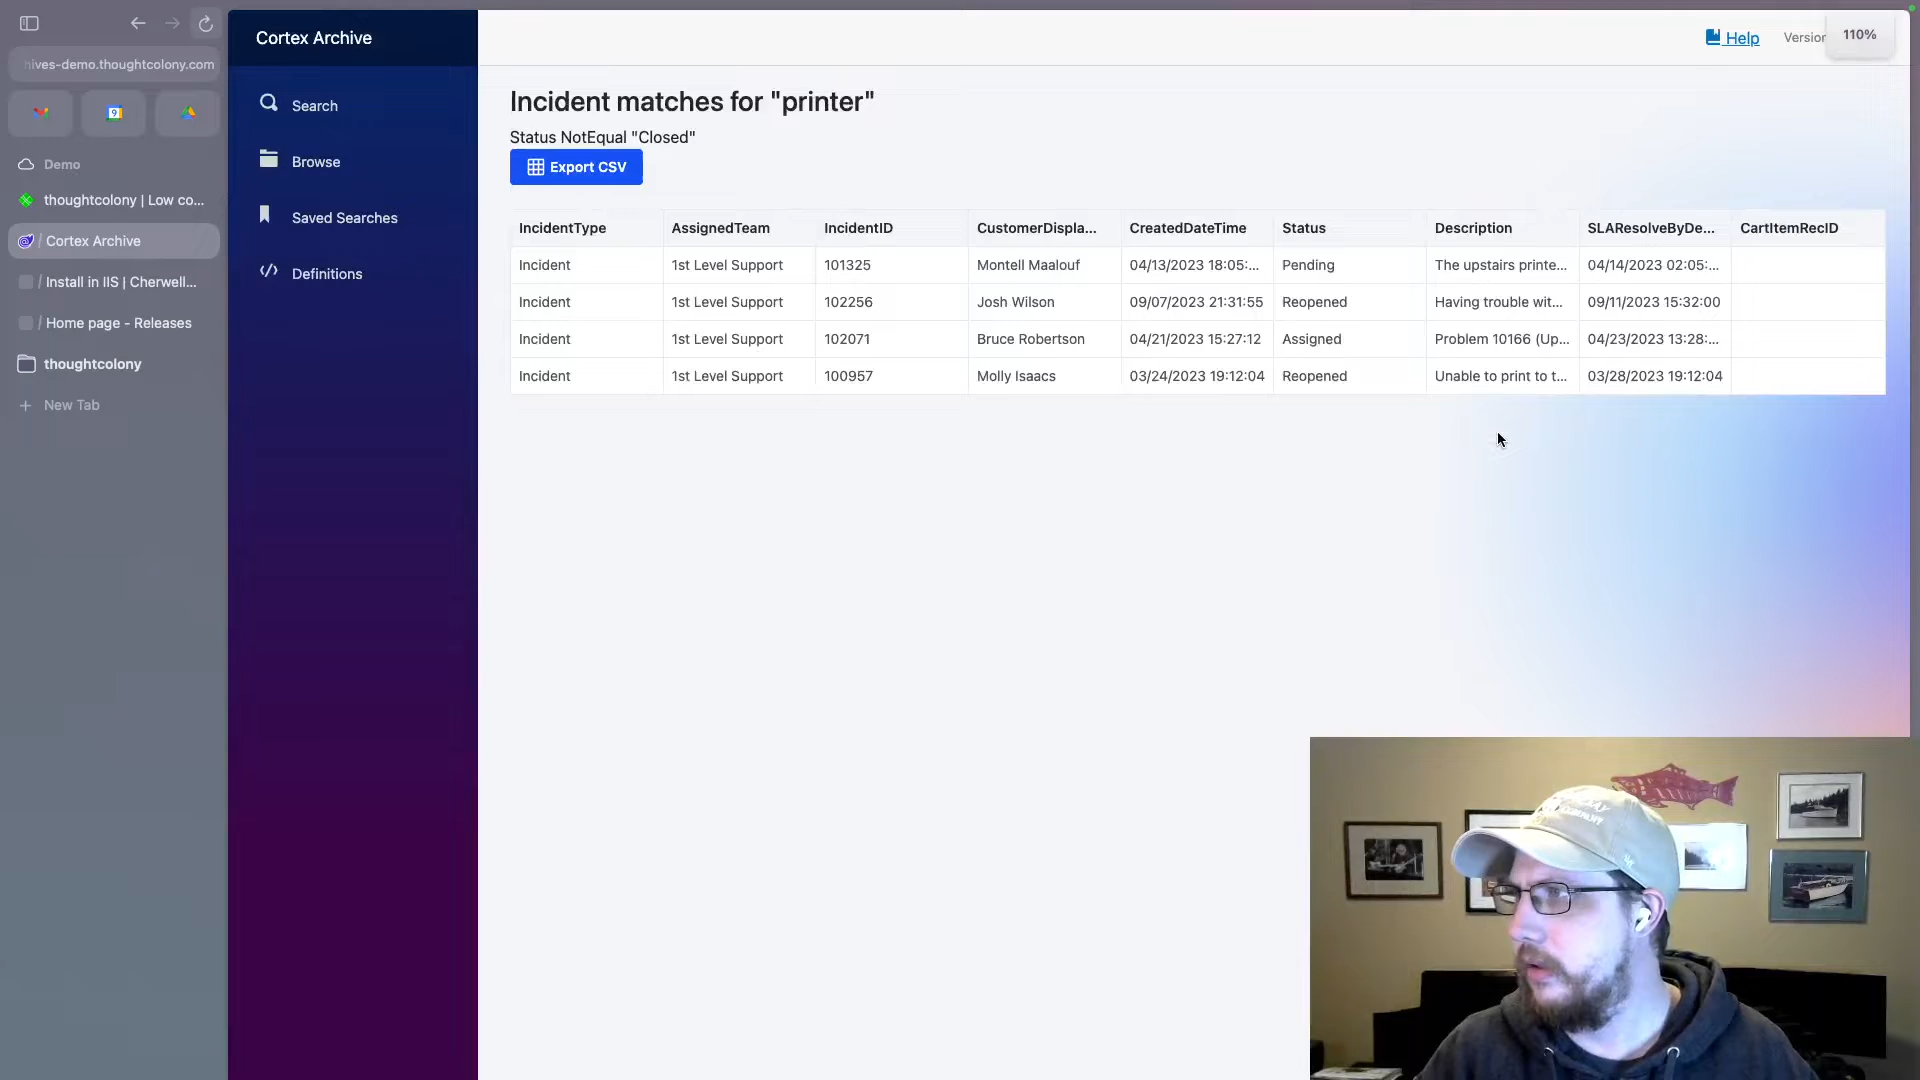 hives-demo.thoughtcolony.com
Demo
thoughtcolony | Low co...
/ Cortex Archive
/ Install in IIS | Cherwell...
/ Home page - Releases
thoughtcolony
+ New Tab
Cortex Archive
Search
Browse
Saved Searches
Definitions
Help
Version
110%
Incident matches for "printer"
Status NotEqual "Closed"
Export CSV
IncidentType AssignedTeam IncidentID CustomerDispla... CreatedDateTime Status Description SLAResolveByDe... CartItemRecID
Incident 1st Level Support 101325 Montell Maalouf 04/13/2023 18:05:... Pending The upstairs printe... 04/14/2023 02:05:...
Incident 1st Level Support 102256 Josh Wilson 09/07/2023 21:31:55 Reopened Having trouble wit... 09/11/2023 15:32:00
Incident 1st Level Support 102071 Bruce Robertson 04/21/2023 15:27:12 Assigned Problem 10166 (Up... 04/23/2023 13:28:...
Incident 1st Level Support 100957 Molly Isaacs 03/24/2023 19:12:04 Reopened Unable to print to t... 03/28/2023 19:12:04